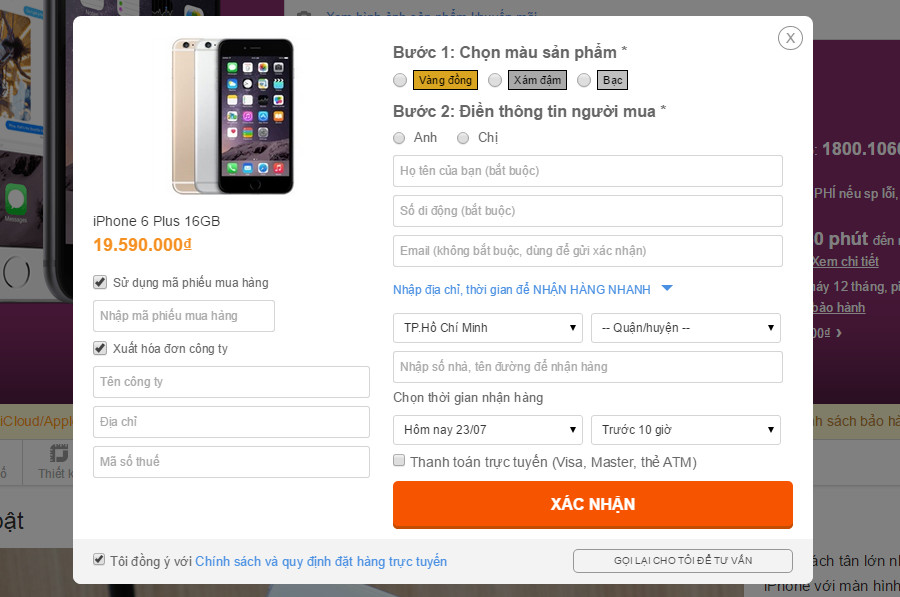 Xem hình ảnh sản phẩm khuyến mãi
X
iPhone 6 Plus 16GB
19.590.000₫
Sử dụng mã phiếu mua hàng
Nhập mã phiếu mua hàng
Xuất hóa đơn công ty
Tên công ty
Địa chỉ
Mã số thuế
Bước 1: Chọn màu sản phẩm *
Vàng đồng Xám đậm Bạc
Bước 2: Điền thông tin người mua *
Anh Chị
Họ tên của bạn (bắt buộc)
Số di động (bắt buộc)
Email (không bắt buộc, dùng để gửi xác nhận)
Nhập địa chỉ, thời gian để NHẬN HÀNG NHANH
TP.Hồ Chí Minh -- Quận/huyện --
Nhập số nhà, tên đường để nhận hàng
Chọn thời gian nhận hàng
Hôm nay 23/07 Trước 10 giờ
Thanh toán trực tuyến (Visa, Master, thẻ ATM)
XÁC NHẬN
Tôi đồng ý với Chính sách và quy định đặt hàng trực tuyến
GỌI LẠI CHO TÔI ĐỂ TƯ VẤN
: 1800.1060
PHÍ nếu sp lỗi,
0 phút đến
Xem chi tiết
máy 12 tháng,
bảo hành
00₫ ›
iCloud/Apple
chính sách bảo
Thiết
bật
cách tân lớn
iPhone với màn hình
Messages